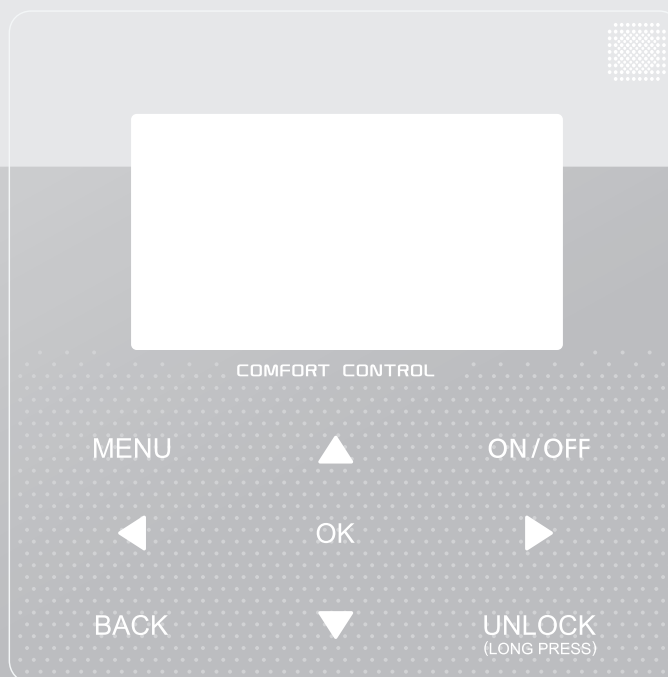 COMFORT CONTROL
MENU
ON/OFF
OK
BACK
UNLOCK
(LONG PRESS)